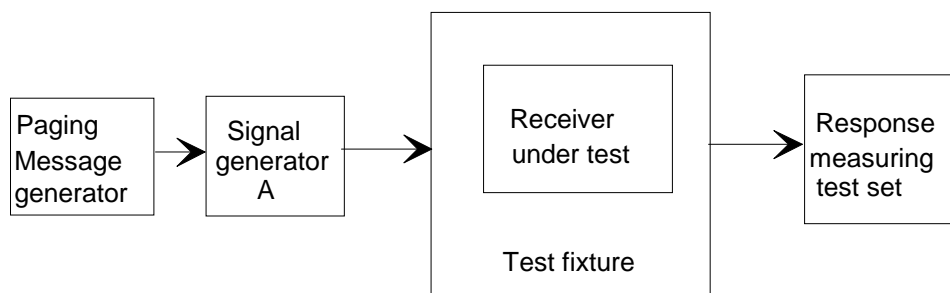 Paging
Message
generator
Signal
generator
A
Receiver
under test
Test fixture
Response
measuring
test set